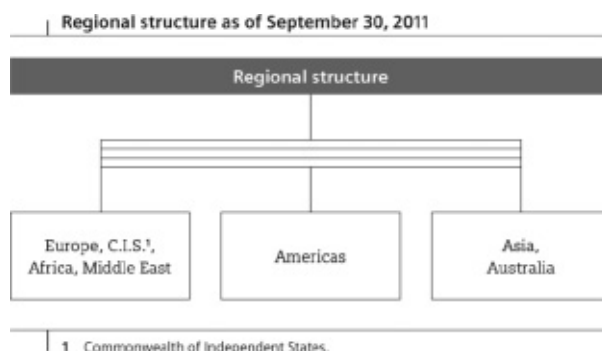 Regional structure as of September 30, 2011
Regional structure
Europe, C.I.S.¹,
Africa, Middle East
Americas
Asia,
Australia
1 Commonwealth of Independent States.